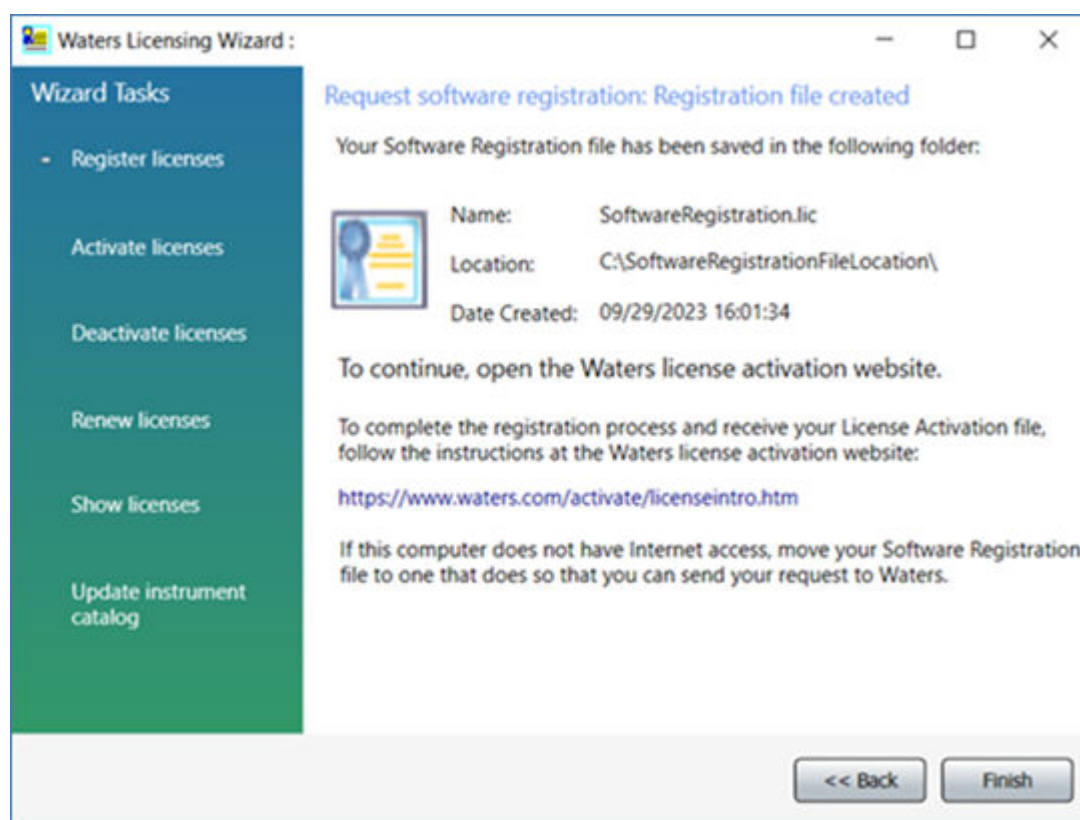 Waters Licensing Wizard :
Wizard Tasks
- Register licenses
Activate licenses
Deactivate licenses
Renew licenses
Show licenses
Update instrument
catalog
Request software registration: Registration file created
Your Software Registration file has been saved in the following folder:
Name: SoftwareRegistration.lic
Location: C:\SoftwareRegistrationFileLocation\
Date Created: 09/29/2023 16:01:34
To continue, open the Waters license activation website.
To complete the registration process and receive your License Activation file,
follow the instructions at the Waters license activation website:
https://www.waters.com/activate/licenseintro.htm
If this computer does not have Internet access, move your Software Registration
file to one that does so that you can send your request to Waters.
<< Back
Finish